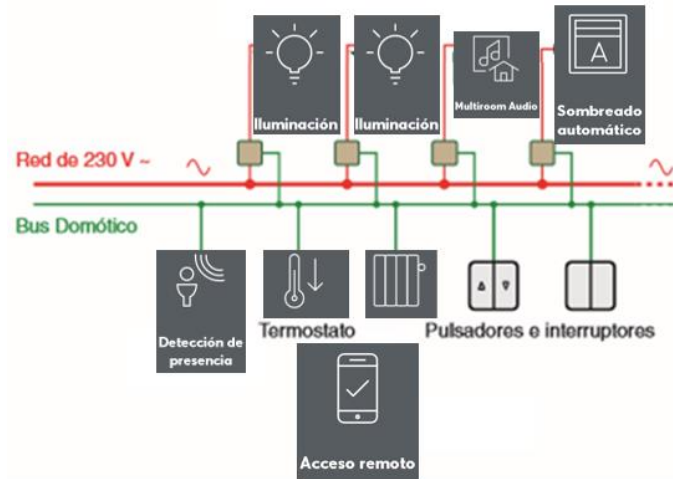 Iluminación
Iluminación
Multiroom Audio
A
Sombreado
automático
Red de 230 V ~
Bus Domótico
Detección de
presencia
Termostato
Pulsadores e interruptores
Acceso remoto